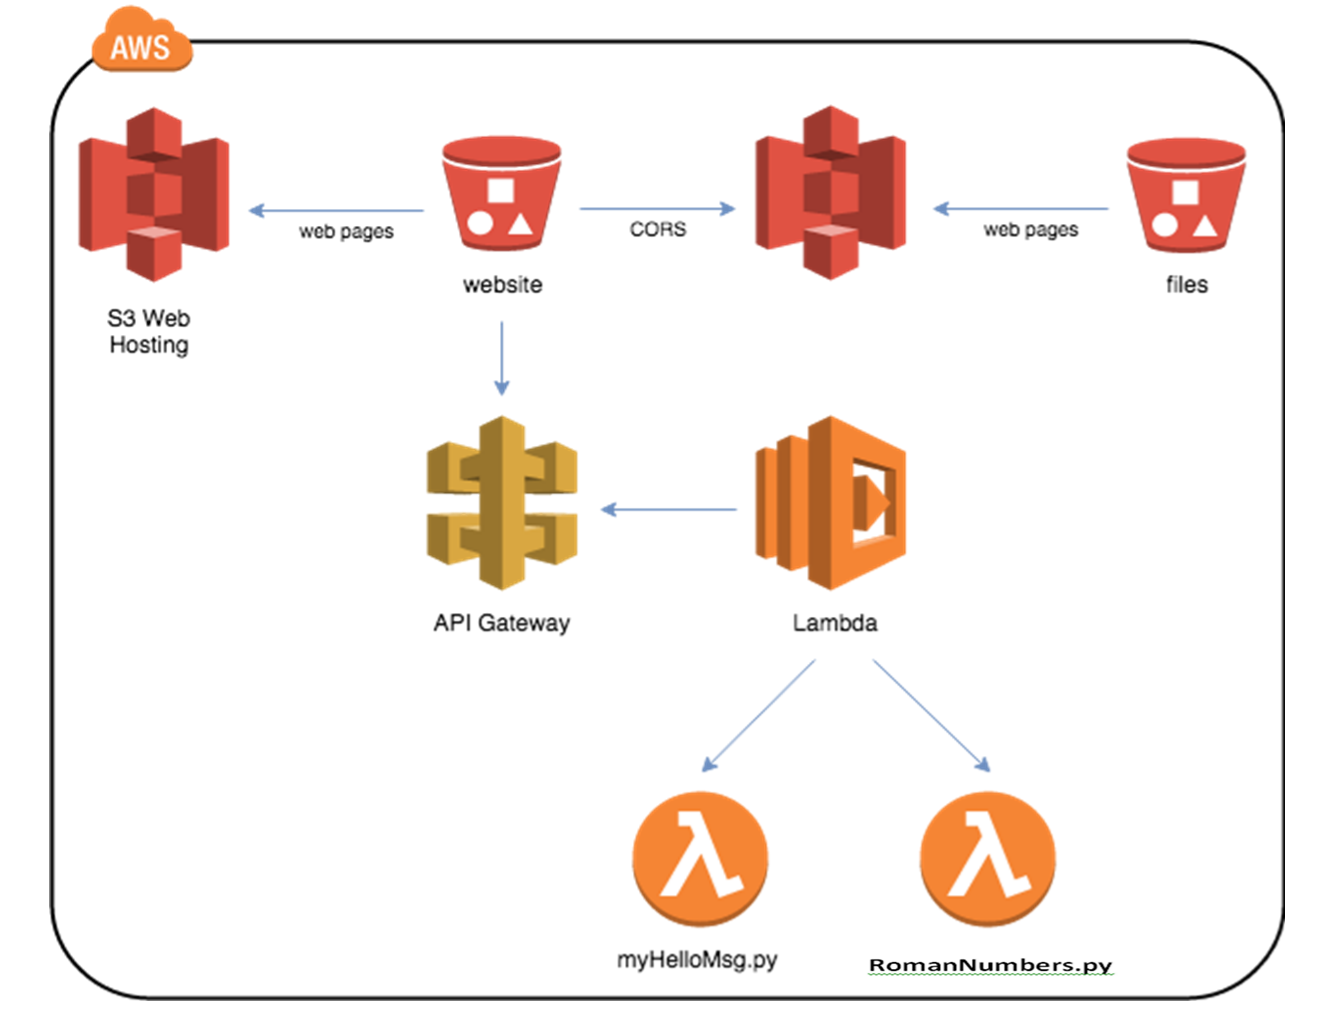 AWS
web pages
CORS
web pages
website
files
S3 Web
Hosting
API Gateway
Lambda
myHelloMsg.py
RomanNumbers.py